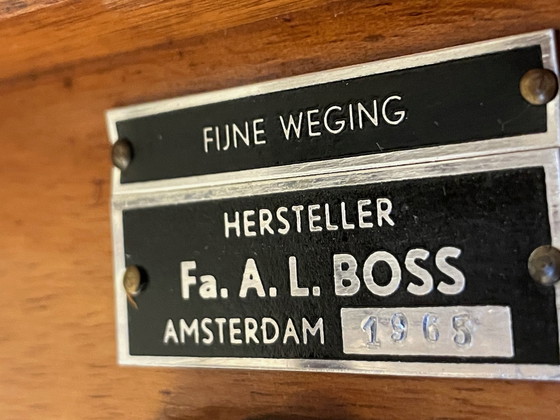 FIJNE WEGING
HERSTELLER
Fa. A. L. BOSS
AMSTERDAM 1965